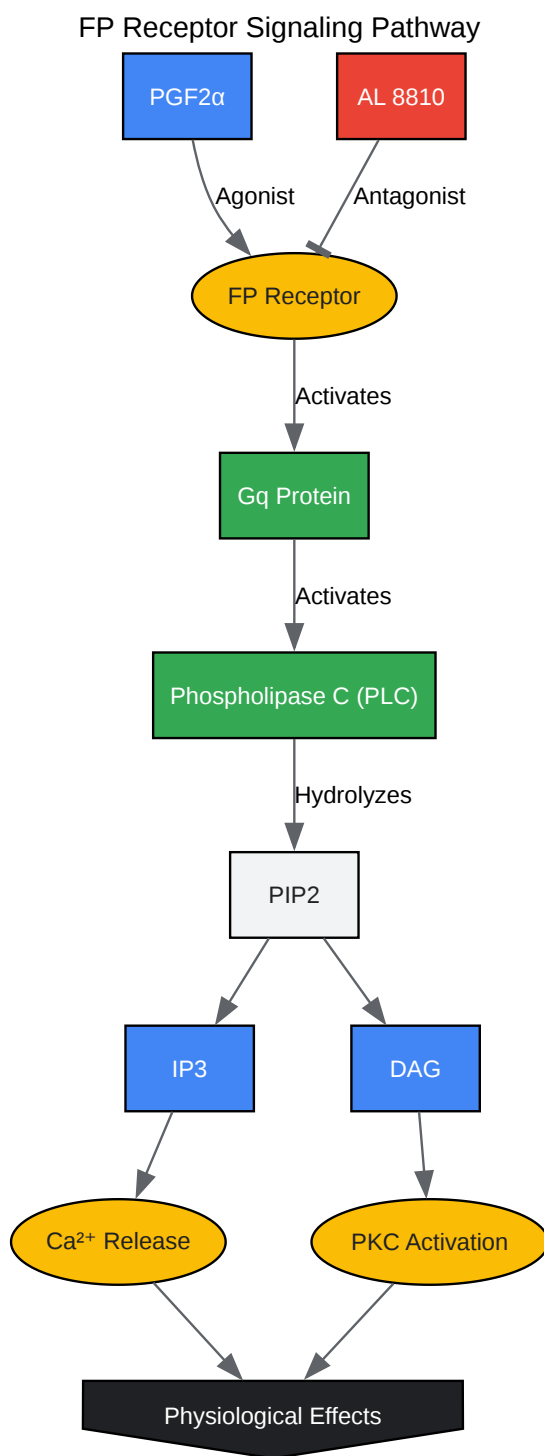 FP Receptor Signaling Pathway
PGF2α
AL 8810
Agonist
Antagonist
FP Receptor
Activates
Gq Protein
Activates
Phospholipase C (PLC)
Hydrolyzes
PIP2
IP3
DAG
Ca²⁺ Release
PKC Activation
Physiological Effects